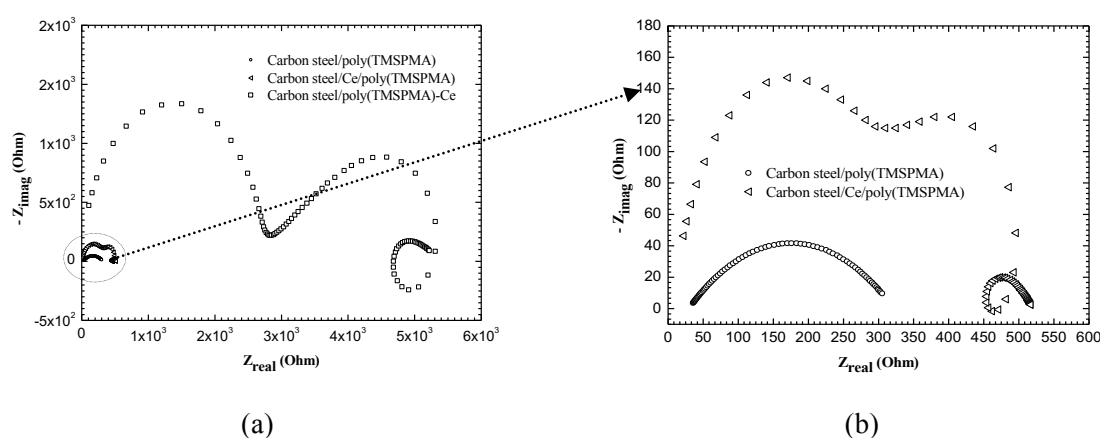 2x10³
2x10³
1x10³
5x10²
0
-5x10²
- Z_imag (Ohm)
Carbon steel/poly(TMSPMA)
Carbon steel/Ce/poly(TMSPMA)
Carbon steel/poly(TMSPMA)-Ce
0 1x10³ 2x10³ 3x10³ 4x10³ 5x10³ 6x10³
Z_real (Ohm)
(a)
180
160
140
120
100
80
60
40
20
0
- Z_imag (Ohm)
Carbon steel/poly(TMSPMA)
Carbon steel/Ce/poly(TMSPMA)
0 50 100 150 200 250 300 350 400 450 500 550 600
Z_real (Ohm)
(b)